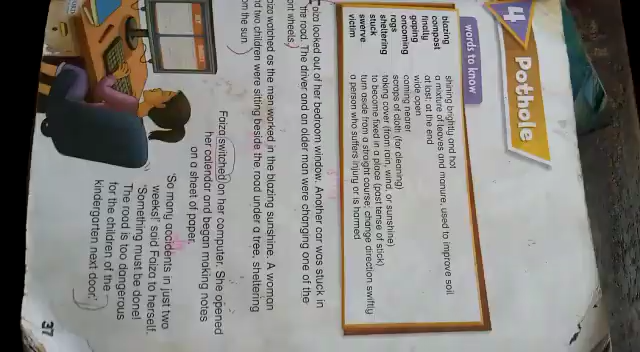 4 Pothole
words to know
blazing shining brightly and hot
compost a mixture of leaves and manure, used to improve soil
finally at last; at the end
gaping wide open
oncoming coming nearer
rags scraps of cloth (for cleaning)
sheltering taking cover (from rain, wind, or sunshine)
stuck to become fixed in a place (past tense of stick)
swerve turn aside from a straight course; change direction swiftly
victim a person who suffers injury or is harmed
Faiza looked out of her bedroom window. Another car was stuck in
the road. The driver and an older man were changing one of the
front wheels.
Faiza watched as the men worked in the blazing sunshine. A woman
and two children were sitting beside the road under a tree, sheltering
from the sun.
Faiza switched on her computer. She opened
her calendar and began making notes
on a sheet of paper.
'So many accidents in just two
weeks!' said Faiza to herself.
'Something must be done!
The road is too dangerous
for the children of the
kindergarten next door.'
37